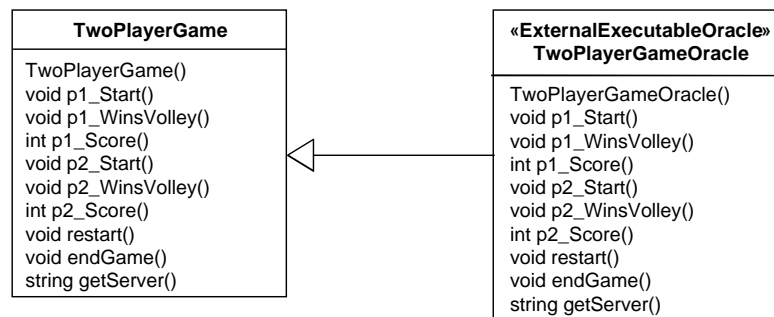 TwoPlayerGame
TwoPlayerGame()
void p1_Start()
void p1_WinsVolley()
int p1_Score()
void p2_Start()
void p2_WinsVolley()
int p2_Score()
void restart()
void endGame()
string getServer()
«ExternalExecutableOracle»
TwoPlayerGameOracle
TwoPlayerGameOracle()
void p1_Start()
void p1_WinsVolley()
int p1_Score()
void p2_Start()
void p2_WinsVolley()
int p2_Score()
void restart()
void endGame()
string getServer()